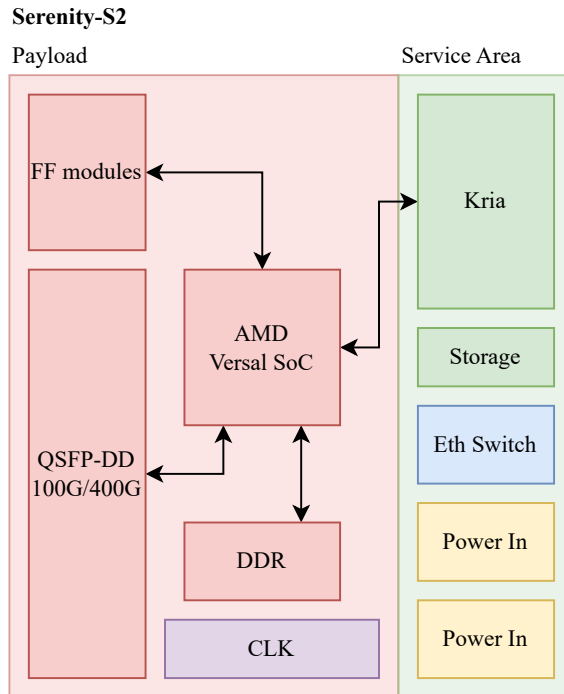 Serenity-S2
Payload
Service Area
FF modules
Kria
AMD
Versal SoC
Storage
Eth Switch
QSFP-DD
100G/400G
Power In
DDR
CLK
Power In